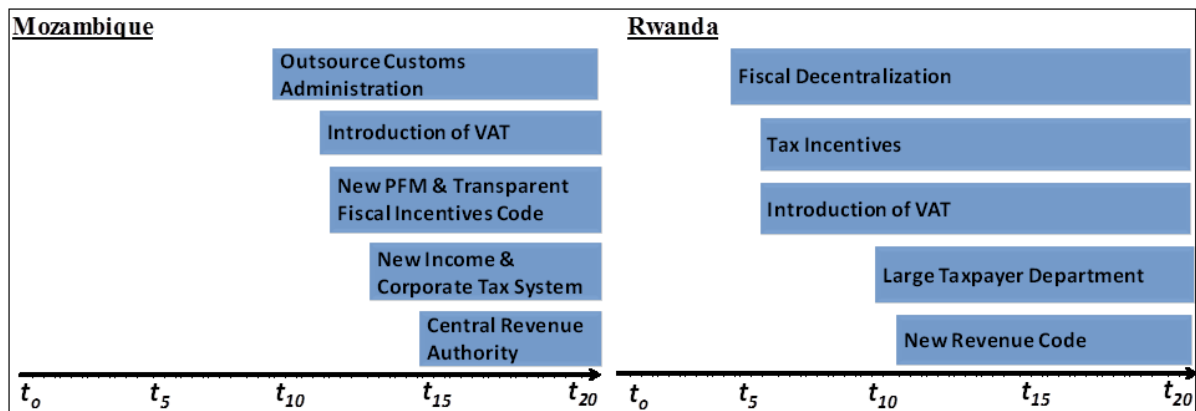 Mozambique
Outsource Customs
Administration
Introduction of VAT
New PFM & Transparent
Fiscal Incentives Code
New Income &
Corporate Tax System
Central Revenue
Authority
to t5 t10 t15 t20
Rwanda
Fiscal Decentralization
Tax Incentives
Introduction of VAT
Large Taxpayer Department
New Revenue Code
to t5 t10 t15 t20